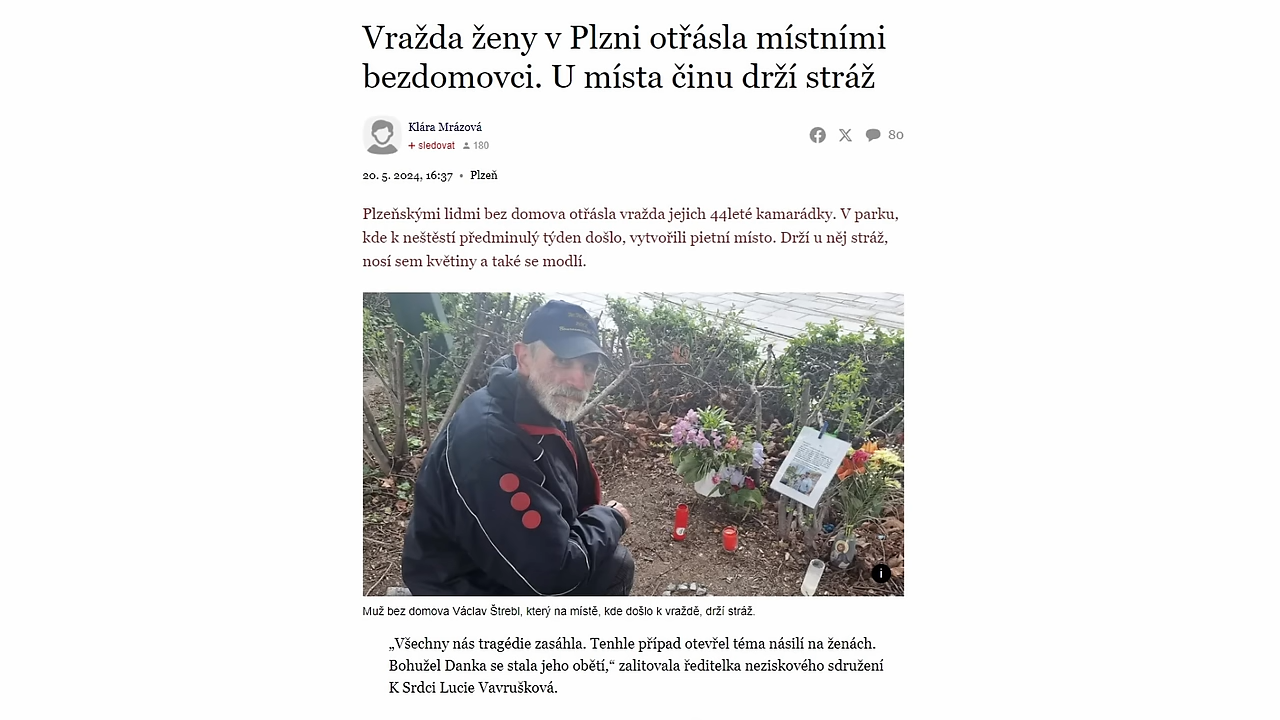 Vražda ženy v Plzni otřásla místními
bezdomovci. U místa činu drží stráž
Klára Mrázová
+ sledovat 180
80
20. 5. 2024, 16:37 • Plzeň
Plzeňskými lidmi bez domova otřásla vražda jejich 44leté kamarádky. V parku,
kde k neštěstí předminulý týden došlo, vytvořili pietní místo. Drží u něj stráž,
nosí sem květiny a také se modlí.
i
Muž bez domova Václav Štrebl, který na místě, kde došlo k vraždě, drží stráž.
„Všechny nás tragédie zasáhla. Tenhle případ otevřel téma násilí na ženách.
Bohužel Danka se stala jeho obětí,“ zalitovala ředitelka neziskového sdružení
K Srdci Lucie Vavrušková.